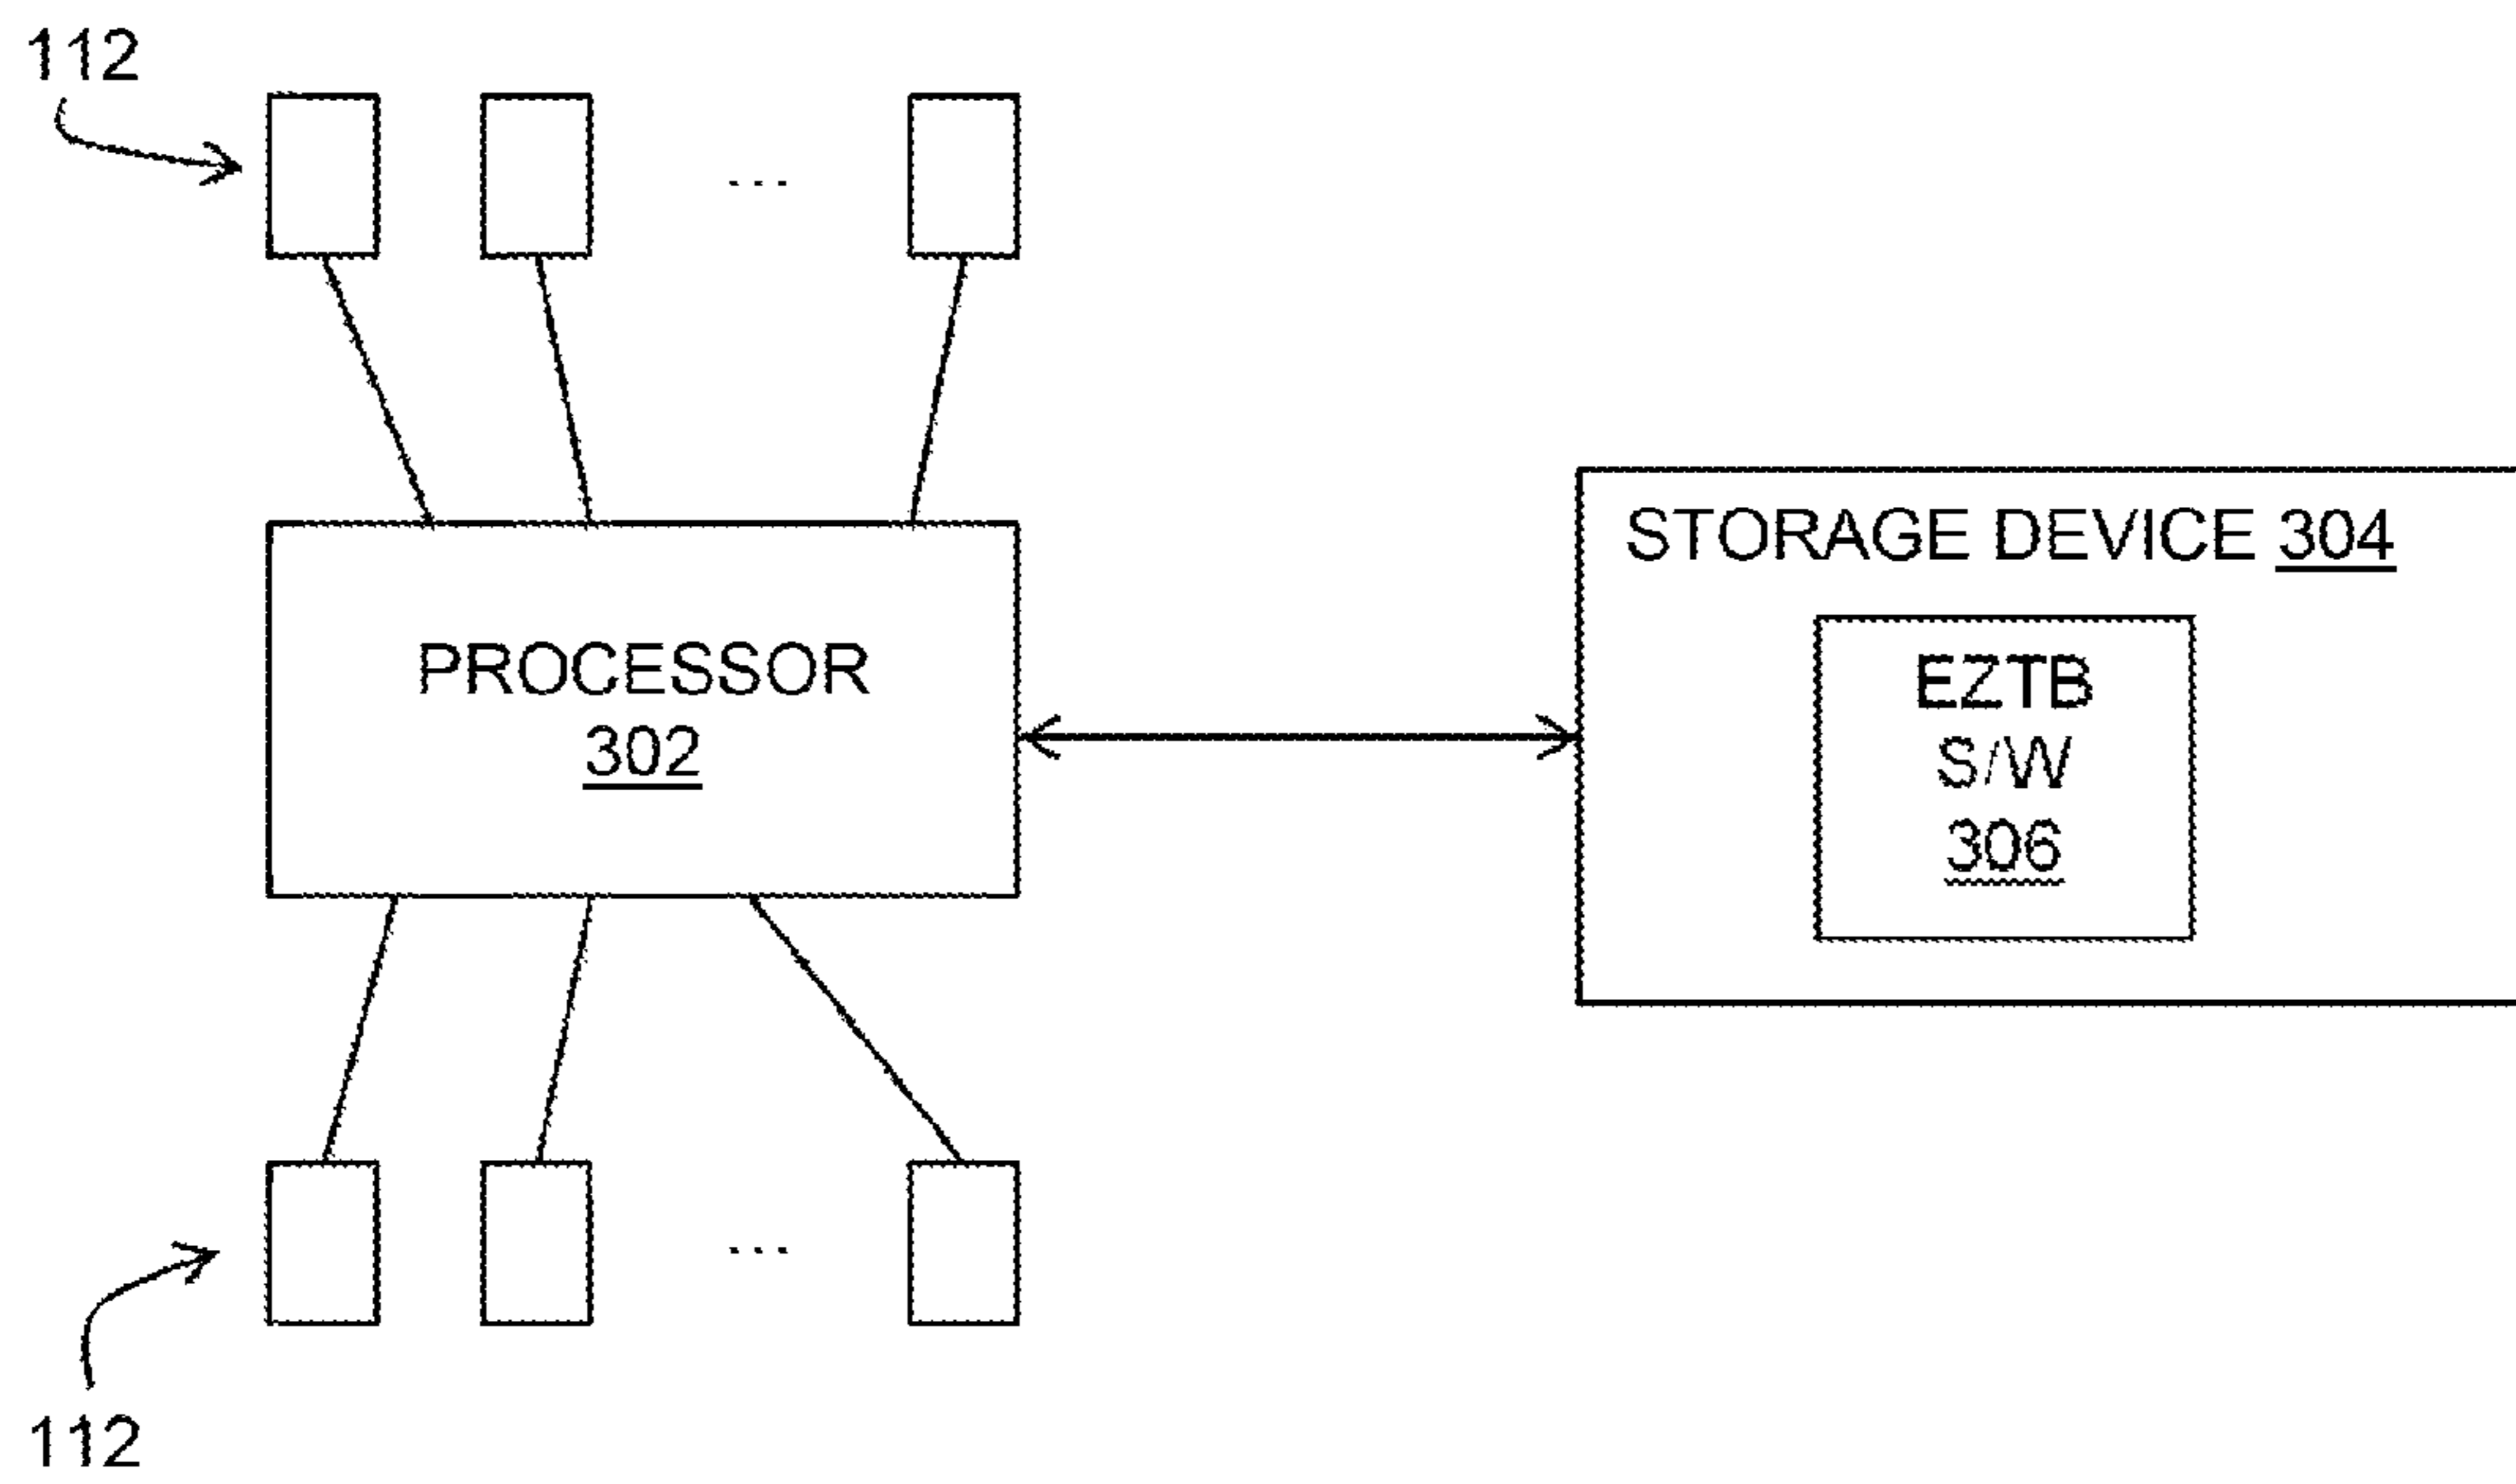 112
...
STORAGE DEVICE 304
PROCESSOR
302
EZTB
S/W
306
...
112